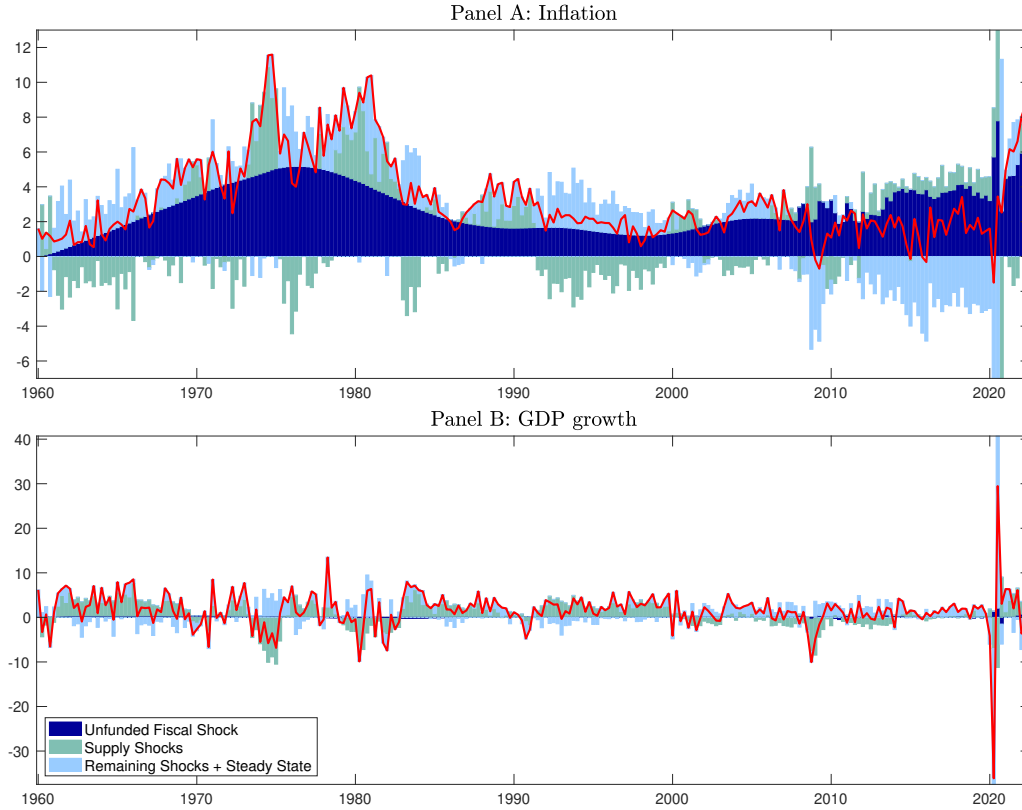 Panel A: Inflation
12
10
8
6
4
2
0
-2
-4
-6
1960 1970 1980 1990 2000 2010 2020
Panel B: GDP growth
40
30
20
10
0
-10
-20
-30
Unfunded Fiscal Shock
Supply Shocks
Remaining Shocks + Steady State
1960 1970 1980 1990 2000 2010 2020